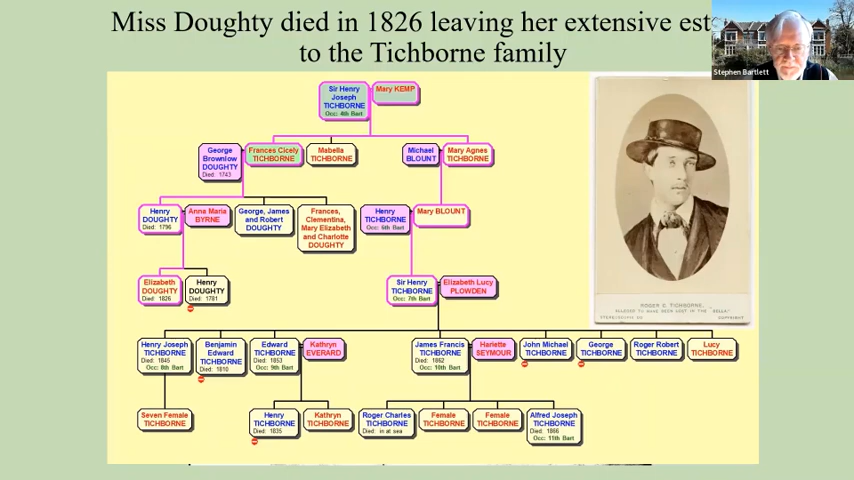 Miss Doughty died in 1826 leaving her extensive est
to the Tichborne family
Stephen Bartlett
Sir Henry
Joseph
TICHBORNE
Occ: 4th Bart
Mary KEMP
George
Brownlow
DOUGHTY
Died: 1743
Frances Cicely
TICHBORNE
Mabella
TICHBORNE
Michael
BLOUNT
Mary Agnes
TICHBORNE
Henry
DOUGHTY
Died: 1796
Anna Maria
BYRNE
George, James
and Robert
DOUGHTY
Frances,
Clementina,
Mary Elizabeth
and Charlotte
DOUGHTY
Henry
TICHBORNE
Occ: 6th Bart
Mary BLOUNT
Elizabeth
DOUGHTY
Died: 1826
Henry
DOUGHTY
Died: 1781
Sir Henry
TICHBORNE
Occ: 7th Bart
Elizabeth Lucy
PLOWDEN
ROGER C. TICHBORNE.
COPYRIGHT
Henry Joseph
TICHBORNE
Died: 1845
Occ: 8th Bart
Benjamin
Edward
TICHBORNE
Died: 1810
Edward
TICHBORNE
Died: 1853
Occ: 9th Bart
Kathryn
EVERARD
James Francis
TICHBORNE
Died: 1862
Occ: 10th Bart
Hariette
SEYMOUR
John Michael
TICHBORNE
George
TICHBORNE
Roger Robert
TICHBORNE
Lucy
TICHBORNE
Seven Female
TICHBORNE
Henry
TICHBORNE
Died: 1835
Kathryn
TICHBORNE
Roger Charles
TICHBORNE
Died: in at sea
Female
TICHBORNE
Female
TICHBORNE
Alfred Joseph
TICHBORNE
Died: 1866
Occ: 11th Bart